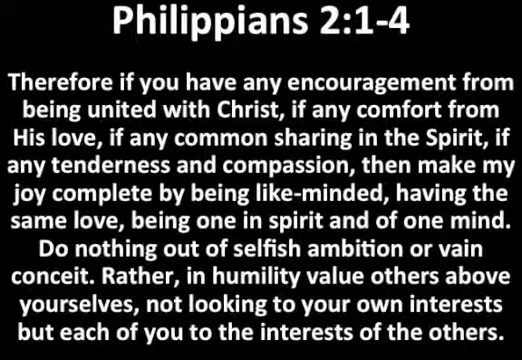 Philippians 2:1-4
Therefore if you have any encouragement from
being united with Christ, if any comfort from
His love, if any common sharing in the Spirit, if
any tenderness and compassion, then make my
joy complete by being like-minded, having the
same love, being one in spirit and of one mind.
Do nothing out of selfish ambition or vain
conceit. Rather, in humility value others above
yourselves, not looking to your own interests
but each of you to the interests of the others.